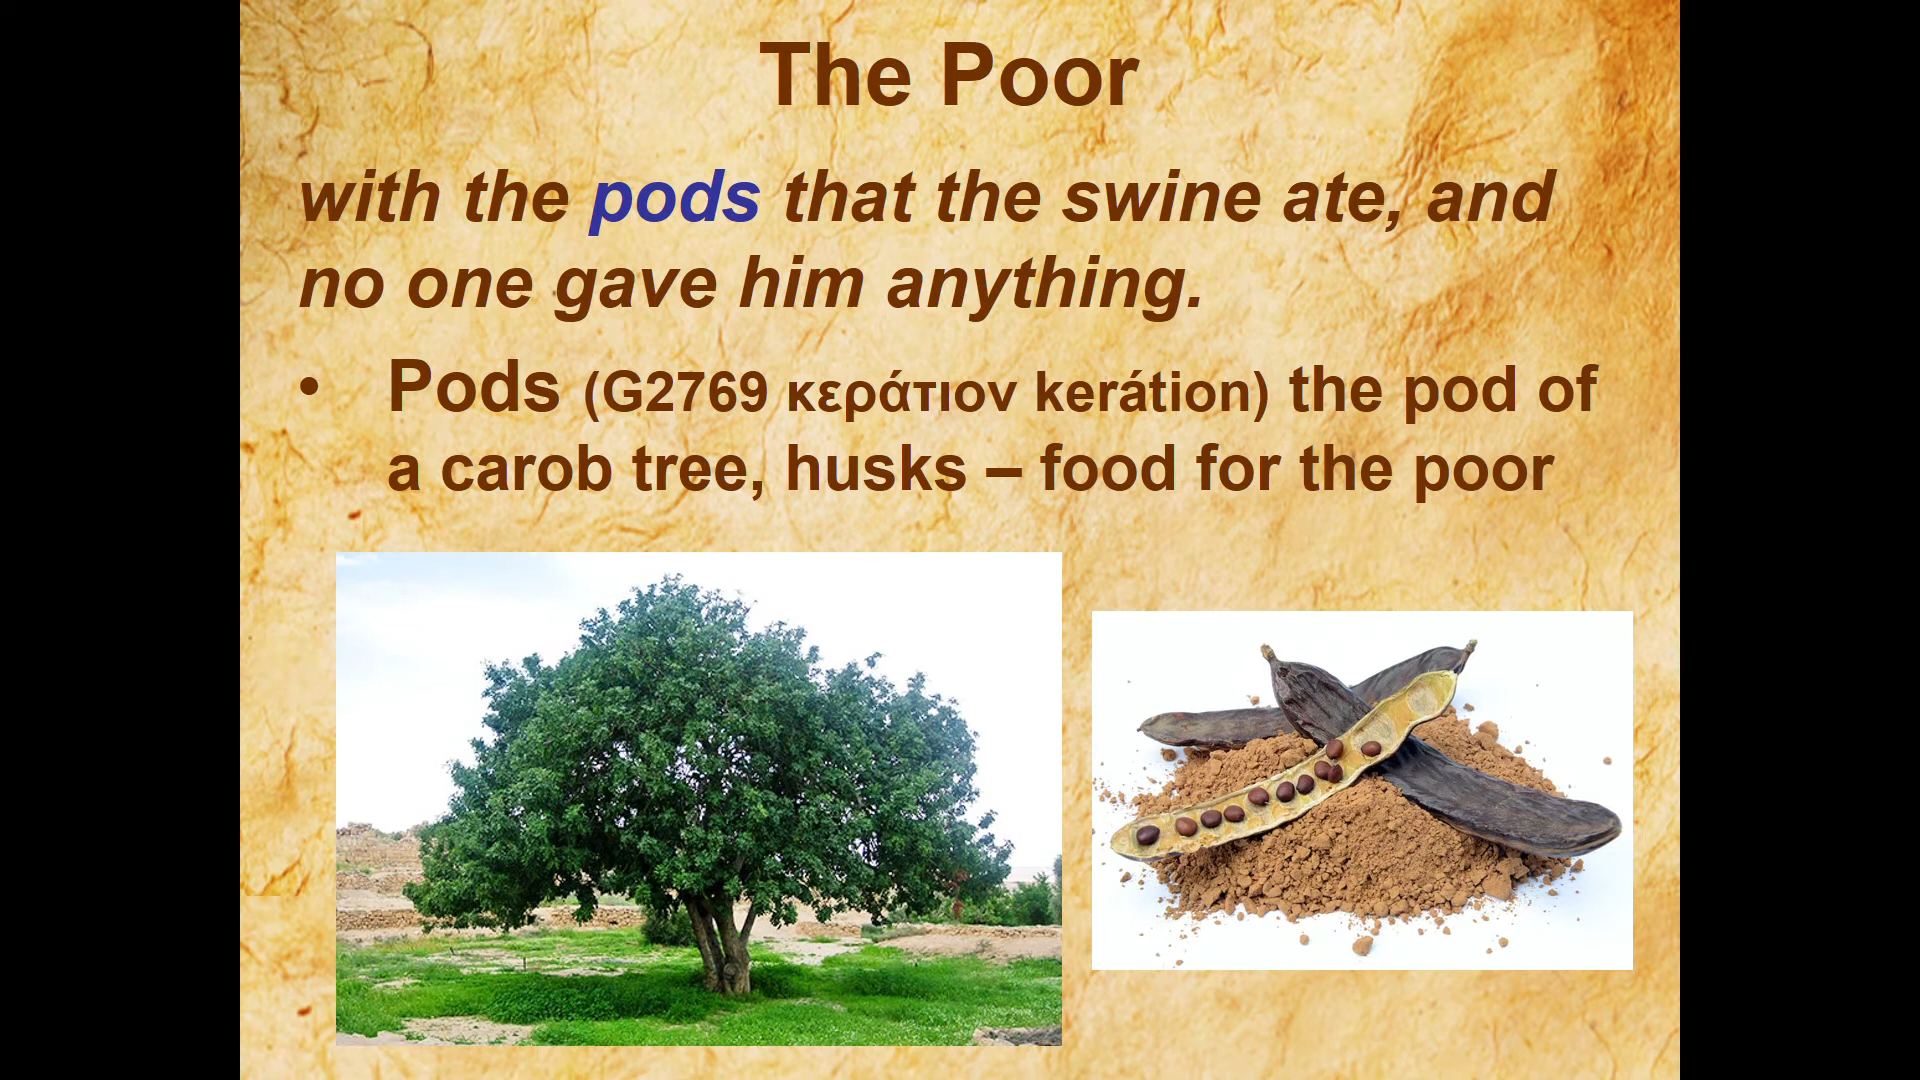 The Poor
with the pods that the swine ate, and
no one gave him anything.
• Pods (G2769 κεράτιον kerátion) the pod of
a carob tree, husks – food for the poor